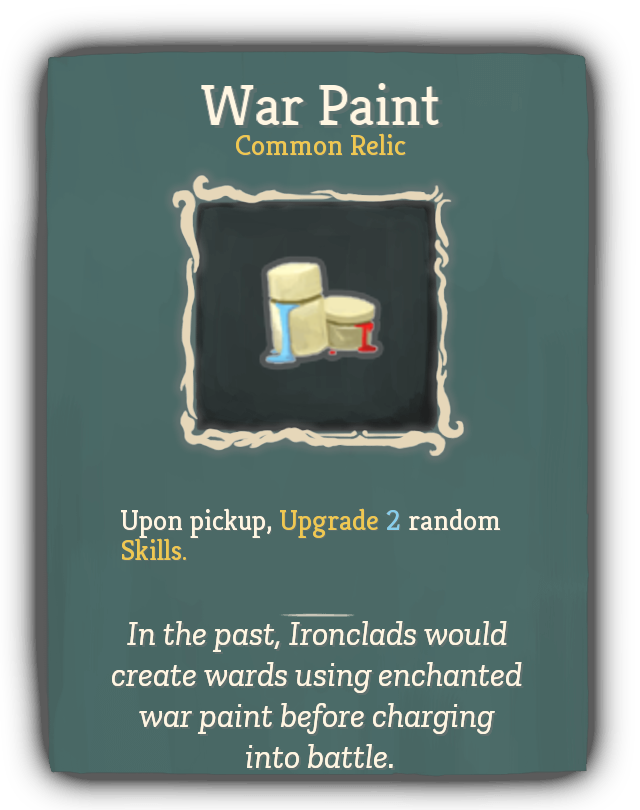 War Paint
Common Relic
Upon pickup, Upgrade 2 random
Skills.
In the past, Ironclads would
create wards using enchanted
war paint before charging
into battle.